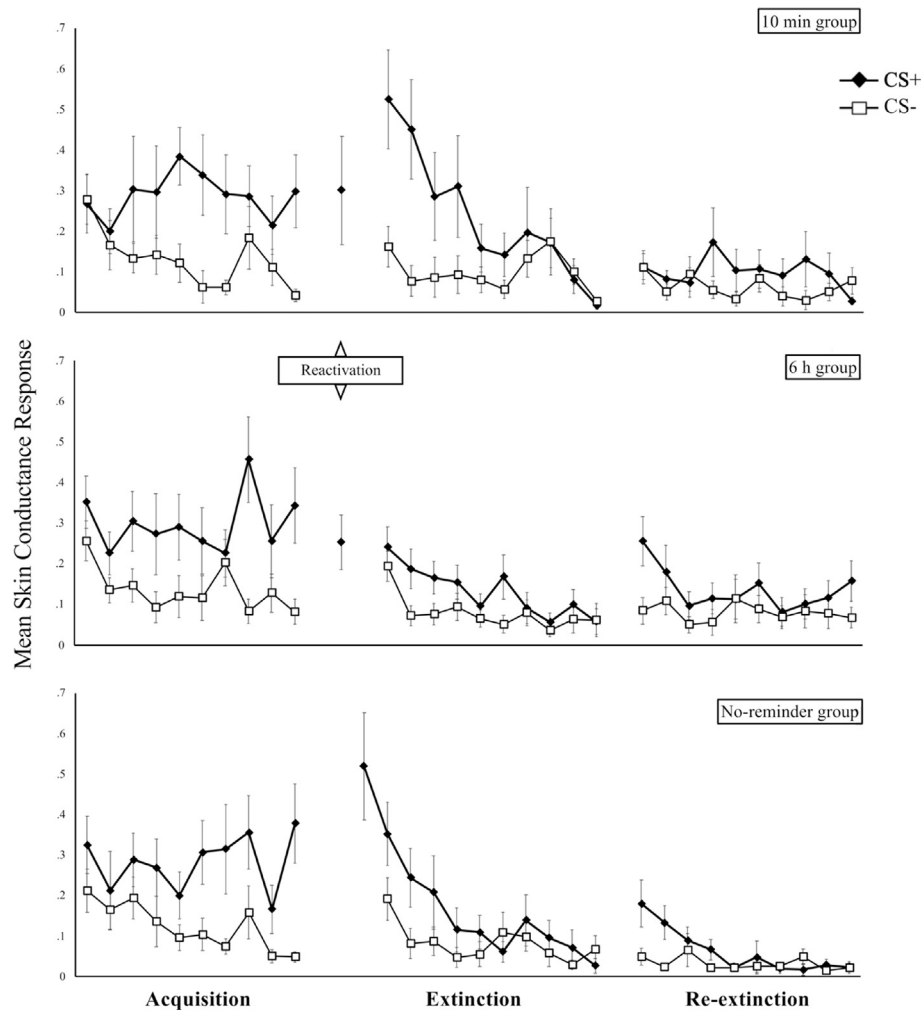 10 min group
CS+
CS-
.7
.6
.5
.4
.3
.2
.1
0
Mean Skin Conductance Response
Reactivation
6 h group
.7
.6
.5
.4
.3
.2
.1
0
No-reminder group
.7
.6
.5
.4
.3
.2
.1
0
Acquisition
Extinction
Re-extinction